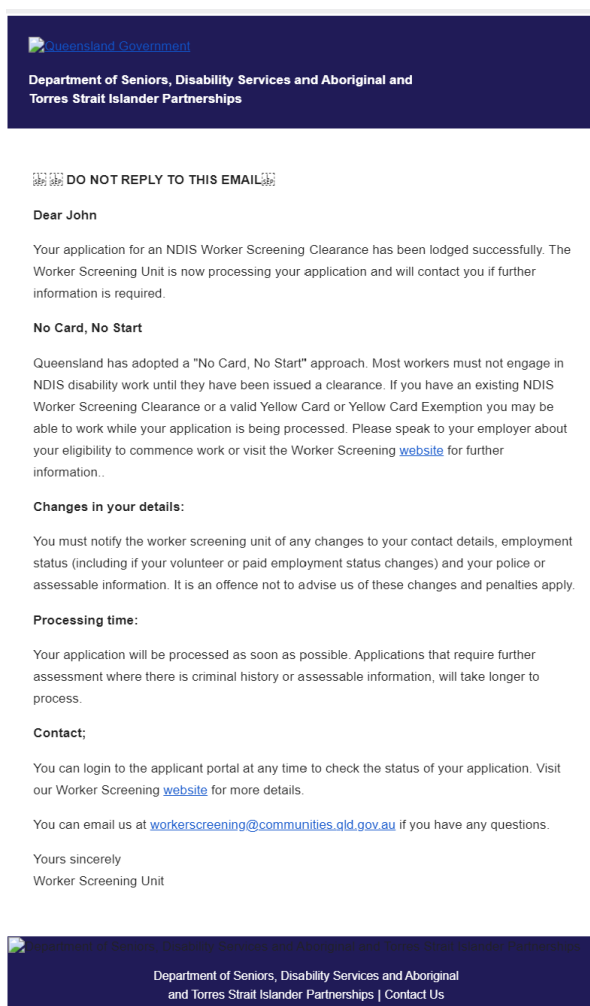 Queensland Government
Department of Seniors, Disability Services and Aboriginal and
Torres Strait Islander Partnerships
DO NOT REPLY TO THIS EMAIL
Dear John
Your application for an NDIS Worker Screening Clearance has been lodged successfully. The
Worker Screening Unit is now processing your application and will contact you if further
information is required.
No Card, No Start
Queensland has adopted a "No Card, No Start" approach. Most workers must not engage in
NDIS disability work until they have been issued a clearance. If you have an existing NDIS
Worker Screening Clearance or a valid Yellow Card or Yellow Card Exemption you may be
able to work while your application is being processed. Please speak to your employer about
your eligibility to commence work or visit the Worker Screening website for further
information..
Changes in your details:
You must notify the worker screening unit of any changes to your contact details, employment
status (including if your volunteer or paid employment status changes) and your police or
assessable information. It is an offence not to advise us of these changes and penalties apply.
Processing time:
Your application will be processed as soon as possible. Applications that require further
assessment where there is criminal history or assessable information, will take longer to
process.
Contact;
You can login to the applicant portal at any time to check the status of your application. Visit
our Worker Screening website for more details.
You can email us at workerscreening@communities.qld.gov.au if you have any questions.
Yours sincerely
Worker Screening Unit
Department of Seniors, Disability Services and Aboriginal
and Torres Strait Islander Partnerships | Contact Us